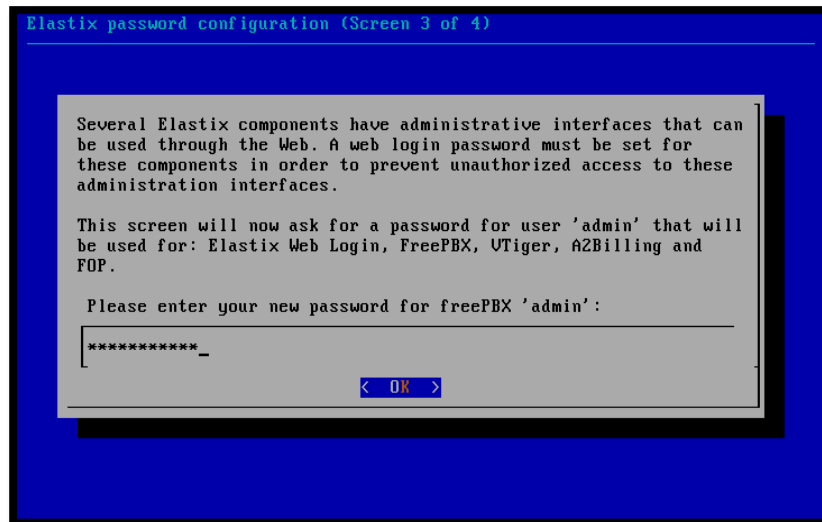 Elastix password configuration (Screen 3 of 4)
Several Elastix components have administrative interfaces that can
be used through the Web. A web login password must be set for
these components in order to prevent unauthorized access to these
administration interfaces.
This screen will now ask for a password for user 'admin' that will
be used for: Elastix Web Login, FreePBX, VTiger, A2Billing and
FOP.
Please enter your new password for freePBX 'admin':
***********_
< OK >